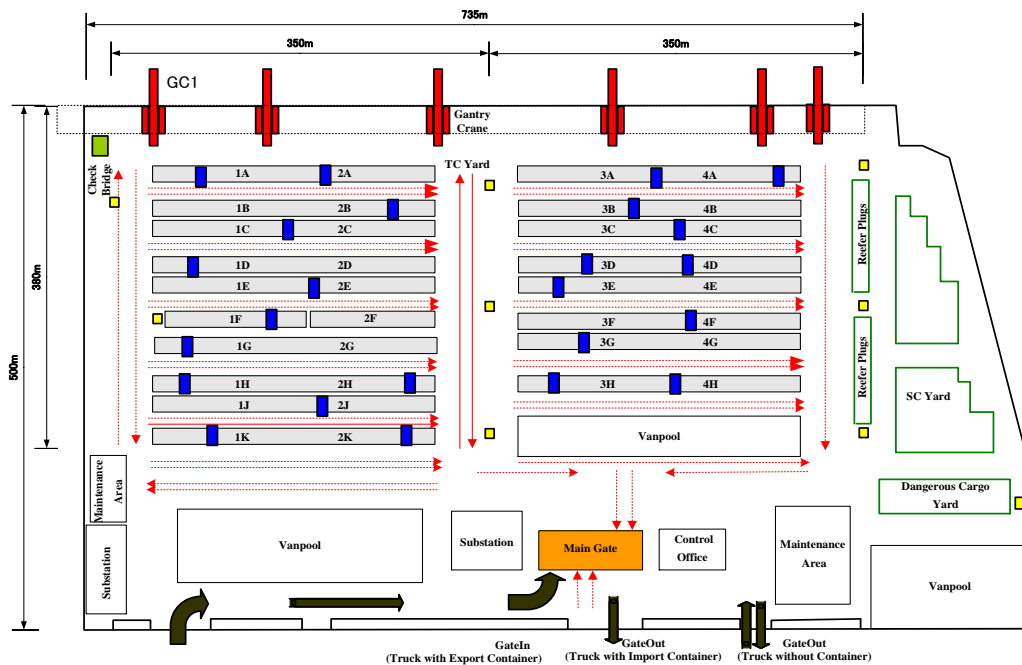 735m
350m
350m
GC1
Gantry
Crane
500m
380m
Check
Bridge
TC Yard
1A
2A
3A
4A
1B
2B
3B
4B
1C
2C
3C
4C
1D
2D
3D
4D
1E
2E
3E
4E
1F
2F
3F
4F
1G
2G
3G
4G
1H
2H
3H
4H
1J
2J
1K
2K
Vanpool
Reefer Plugs
Reefer Plugs
SC Yard
Dangerous Cargo
Yard
Maintenance
Area
Substation
Vanpool
Substation
Main Gate
Control
Office
Maintenance
Area
Vanpool
GateIn
(Truck with Export Container)
GateOut
(Truck with Import Container)
GateOut
(Truck without Container)